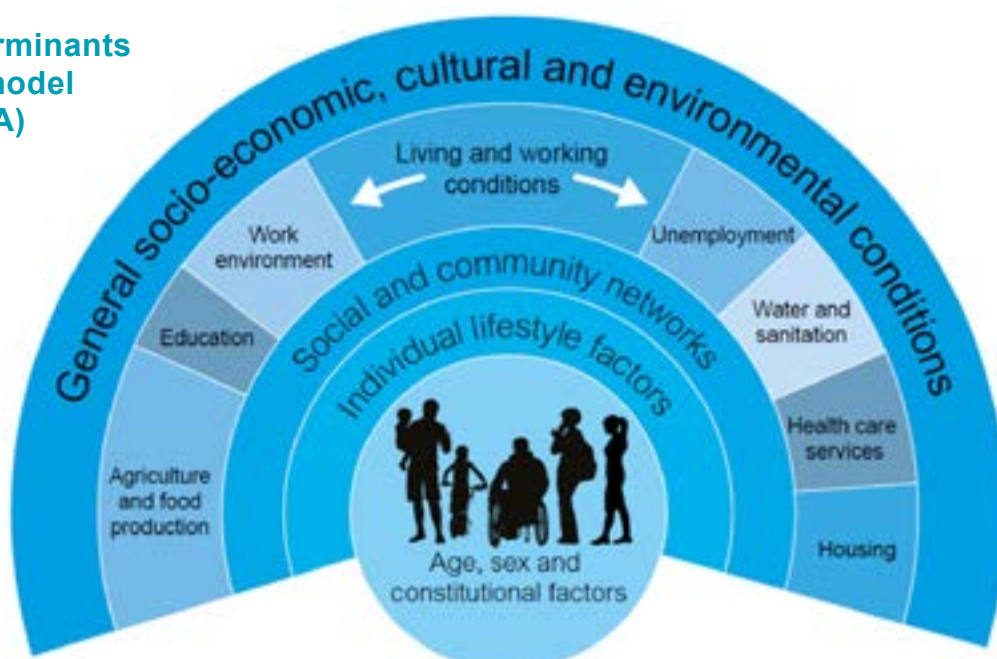 rminants
nodel
A)
General socio-economic, cultural and environmental conditions
Living and working
conditions
Work
environment
Unemployment
Education
Water and
sanitation
Agriculture
and food
production
Health care
services
Housing
Social and community networks
Individual lifestyle factors
Age, sex and
constitutional factors